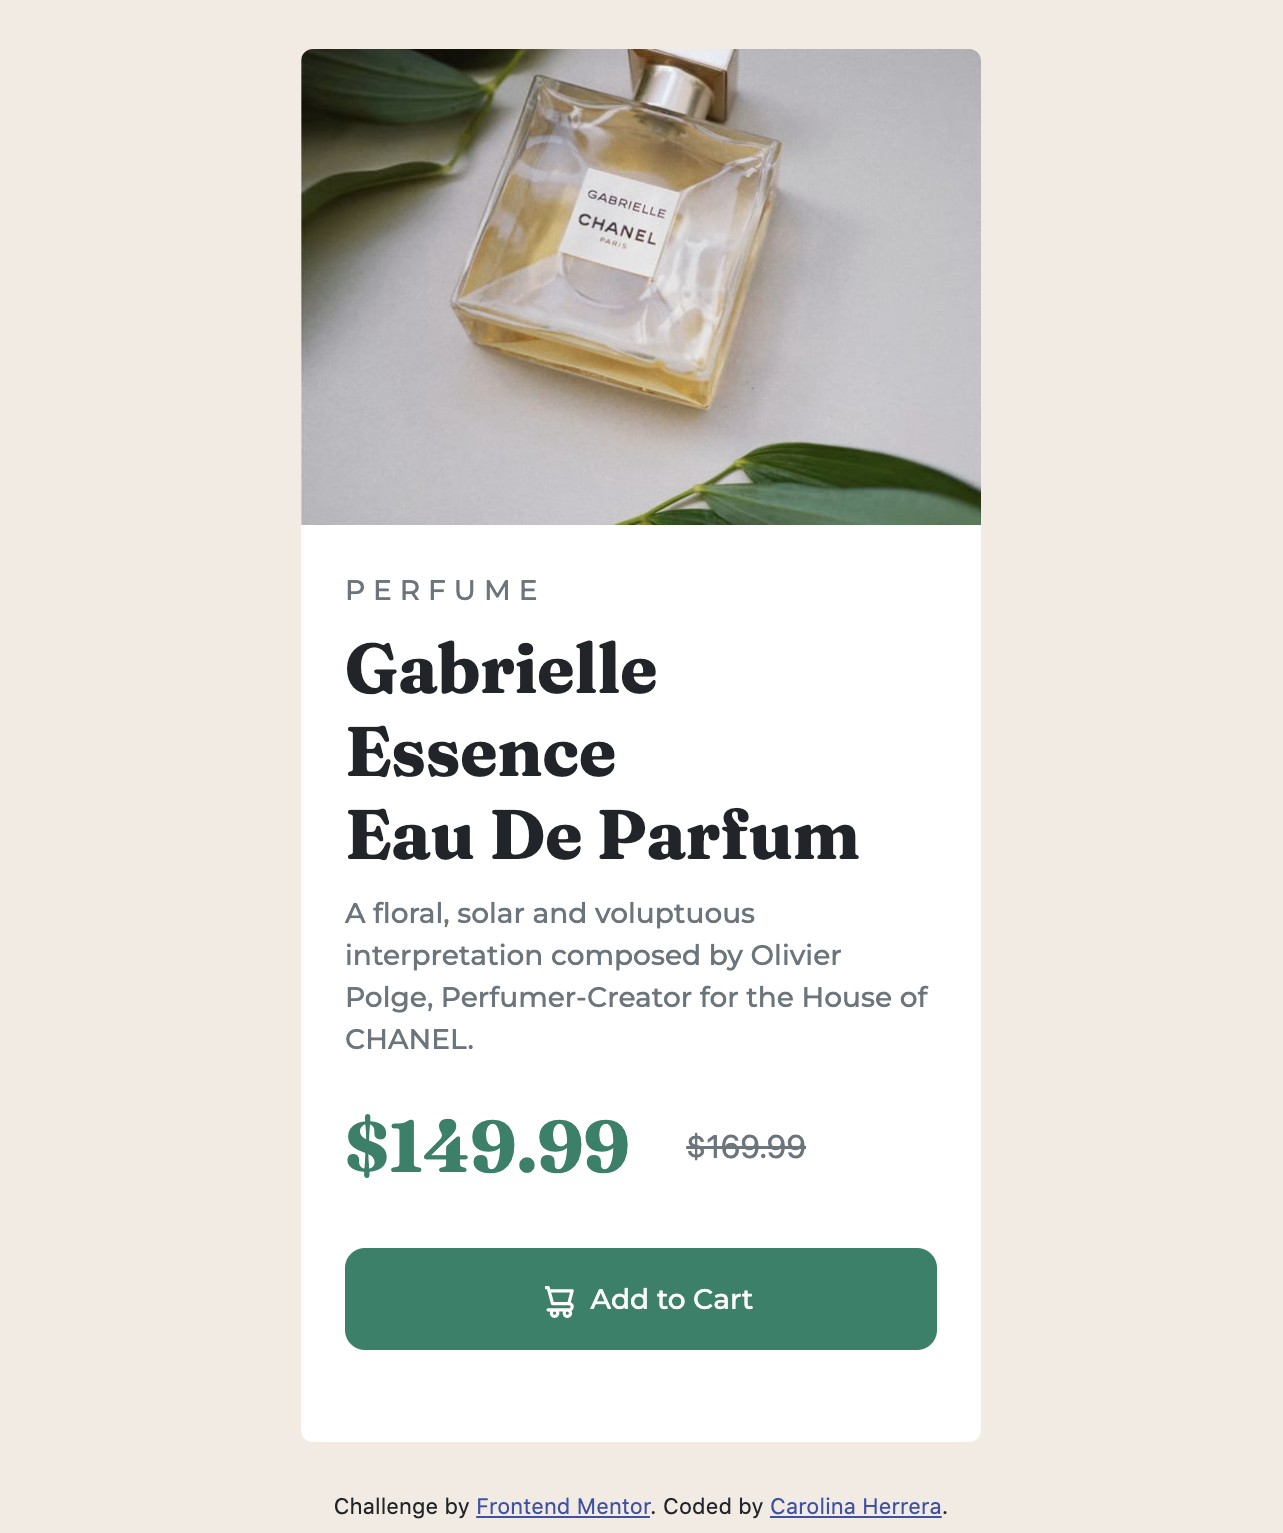 GABRIELLE
CHANEL
PARIS
PERFUME
Gabrielle
Essence
Eau De Parfum
A floral, solar and voluptuous
interpretation composed by Olivier
Polge, Perfumer-Creator for the House of
CHANEL.
$149.99 $169.99
Add to Cart
Challenge by Frontend Mentor. Coded by Carolina Herrera.